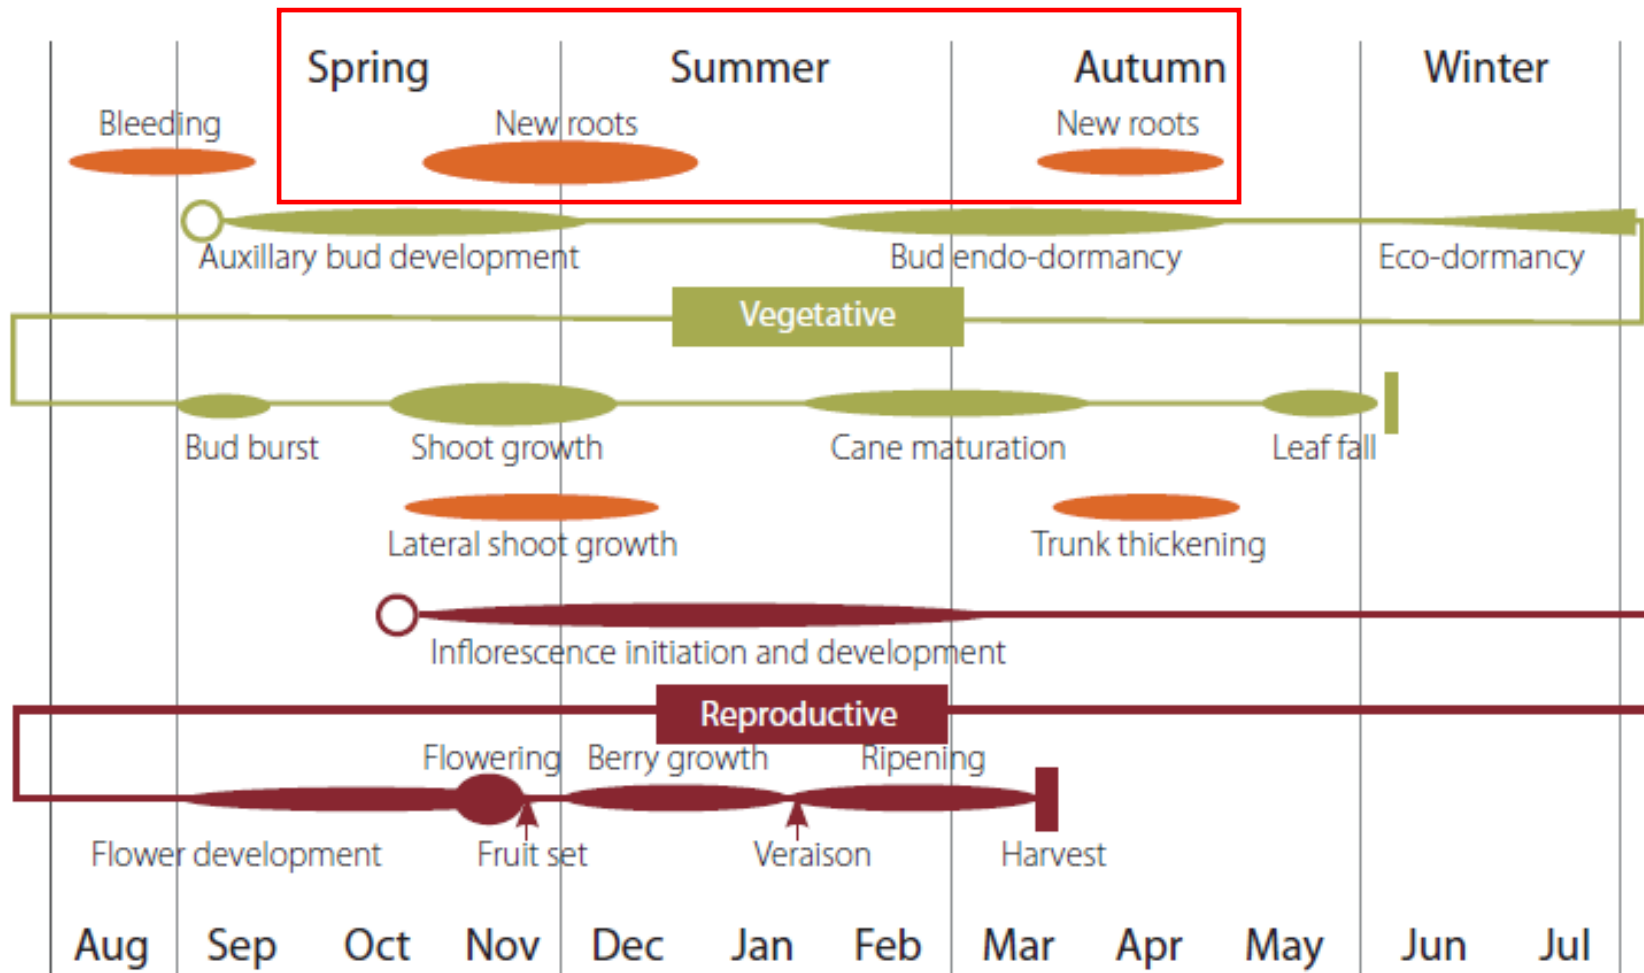 Spring Summer Autumn Winter
Bleeding New roots New roots
Auxillary bud development Bud endo-dormancy Eco-dormancy
Vegetative
Bud burst Shoot growth Cane maturation Leaf fall
Lateral shoot growth Trunk thickening
Inflorescence initiation and development
Reproductive
Flowering Berry growth Ripening
Flower development Fruit set Veraison Harvest
Aug Sep Oct Nov Dec Jan Feb Mar Apr May Jun Jul